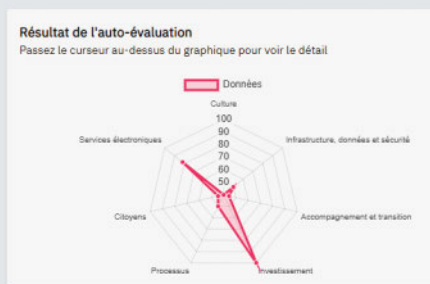 Résultat de l'auto-évaluation
Passez le curseur au-dessus du graphique pour voir le détail
Données
Culture
100
90
80
70
60
50
Services électroniques
Infrastructure, données et sécurité
Citoyens
Accompagnement et transition
Processus
Investissement